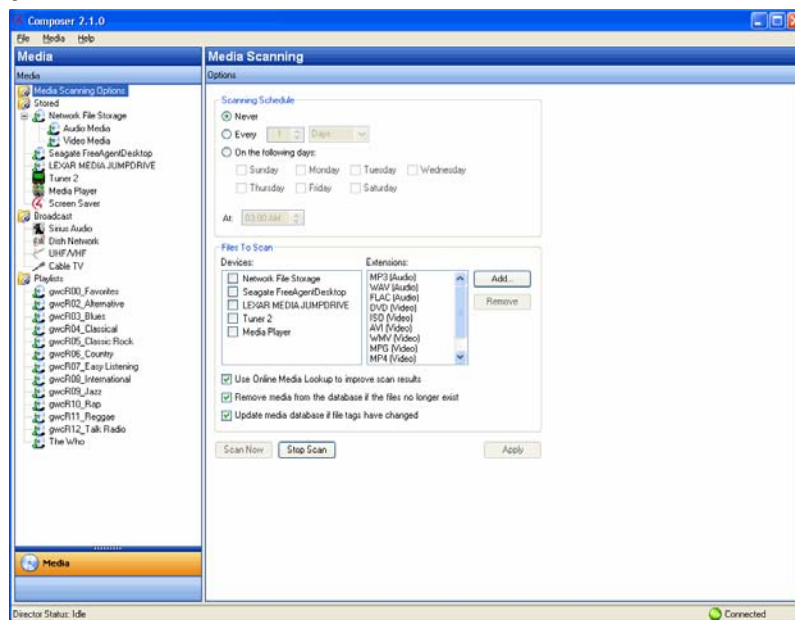 Composer 2.1.0
File Media Help
Media
Media
Media Scanning Options
Stored
Network File Storage
Audio Media
Video Media
Seagate FreeAgentDesktop
LEXAR MEDIA JUMPDRIVE
Tuner 2
Media Player
Screen Saver
Broadcast
Sirius Audio
Dish Network
UHF/VHF
Cable TV
Playlists
gwcR00_Favorites
gwcR02_Alternative
gwcR03_Blues
gwcR04_Classical
gwcR05_Classic Rock
gwcR06_Country
gwcR07_Easy Listening
gwcR08_International
gwcR09_Jazz
gwcR10_Rap
gwcR11_Reggae
gwcR12_Talk Radio
The Who
Media
Media Scanning
Options
Scanning Schedule
Never
Every 1 Days
On the following days:
Sunday Monday Tuesday Wednesday
Thursday Friday Saturday
At: 03:00 AM
Files To Scan
Devices:
Network File Storage
Seagate FreeAgentDesktop
LEXAR MEDIA JUMPDRIVE
Tuner 2
Media Player
Extensions:
MP3 (Audio)
WAV (Audio)
FLAC (Audio)
DVD (Video)
ISO (Video)
AVI (Video)
WMV (Video)
MPG (Video)
MP4 (Video)
Add...
Remove
Use Online Media Lookup to improve scan results
Remove media from the database if the files no longer exist
Update media database if file tags have changed
Scan Now Stop Scan Apply
Director Status: Idle Connected